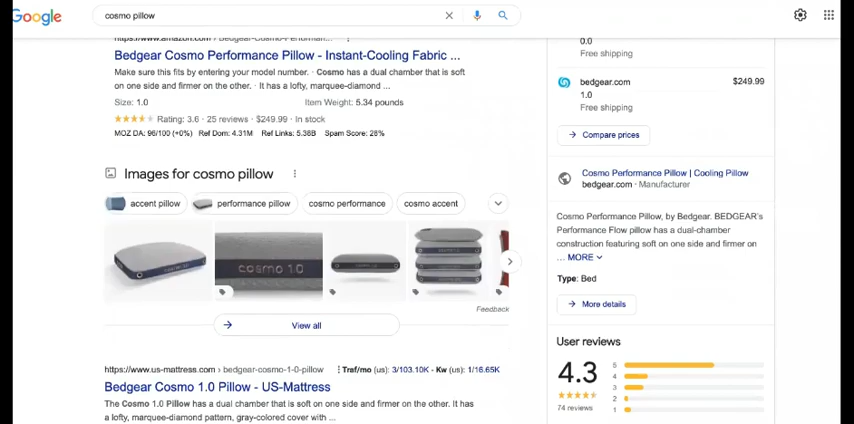 Google
cosmo pillow
Bedgear Cosmo Performance Pillow - Instant-Cooling Fabric ...
Make sure this fits by entering your model number. · Cosmo has a dual chamber that is soft
on one side and firmer on the other. · It has a lofty, marquee-diamond ...
Size: 1.0 Item Weight: 5.34 pounds
Rating: 3.6 · 25 reviews · $249.99 · In stock
MOZ DA: 96/100 (+0%) Ref Dom: 4.31M Ref Links: 5.38B Spam Score: 28%
Images for cosmo pillow
accent pillow
performance pillow
cosmo performance
cosmo accent
cosmo 1.0
Feedback
View all
https://www.us-mattress.com › bedgear-cosmo-1-0-pillow
Traf/mo (us): 3/103.10K - Kw (us): 1/16.65K
Bedgear Cosmo 1.0 Pillow - US-Mattress
The Cosmo 1.0 Pillow has a dual chamber that is soft on one side and firmer on the other. It has
a lofty, marquee-diamond pattern, gray-colored cover with ...
0.0
Free shipping
bedgear.com $249.99
1.0
Free shipping
Compare prices
Cosmo Performance Pillow | Cooling Pillow
bedgear.com · Manufacturer
Cosmo Performance Pillow, by Bedgear. BEDGEAR's
Performance Flow pillow has a dual-chamber
construction featuring soft on one side and firmer on
... MORE
Type: Bed
More details
User reviews
4.3
74 reviews
5
4
3
2
1